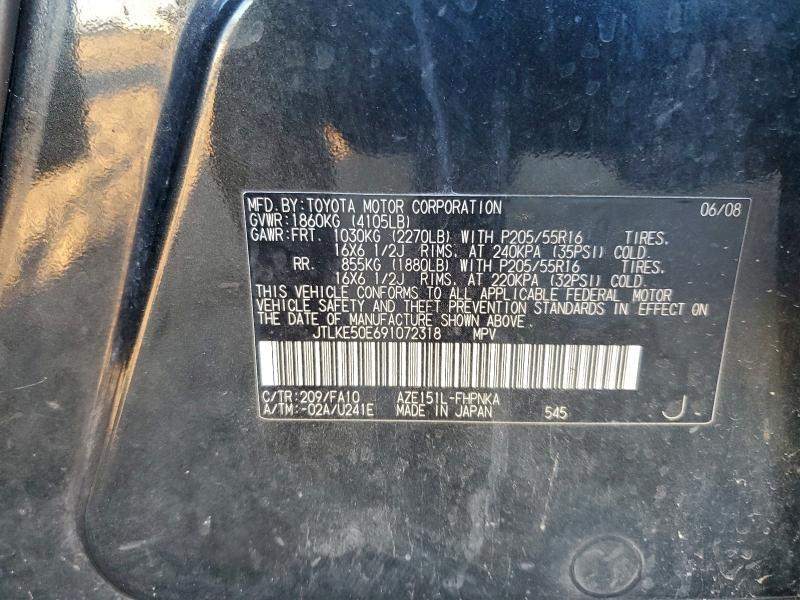 MFD.BY:TOYOTA MOTOR CORPORATION 06/08
GVWR:1860KG (4105LB)
GAWR:FRT. 1030KG (2270LB) WITH P205/55R16 TIRES.
16X6 1/2J RIMS. AT 240KPA (35PSI) COLD.
RR. 855KG (1880LB) WITH P205/55R16 TIRES.
16X6 1/2J RIMS. AT 220KPA (32PSI) COLD.
THIS VEHICLE CONFORMS TO ALL APPLICABLE FEDERAL MOTOR
VEHICLE SAFETY AND THEFT PREVENTION STANDARDS IN EFFECT ON
THE DATE OF MANUFACTURE SHOWN ABOVE.
JTLKE50E691072318 MPV
C/TR:209/FA10 AZE151L-FHPNKA
A/TM:-02A/U241E MADE IN JAPAN 545 J.